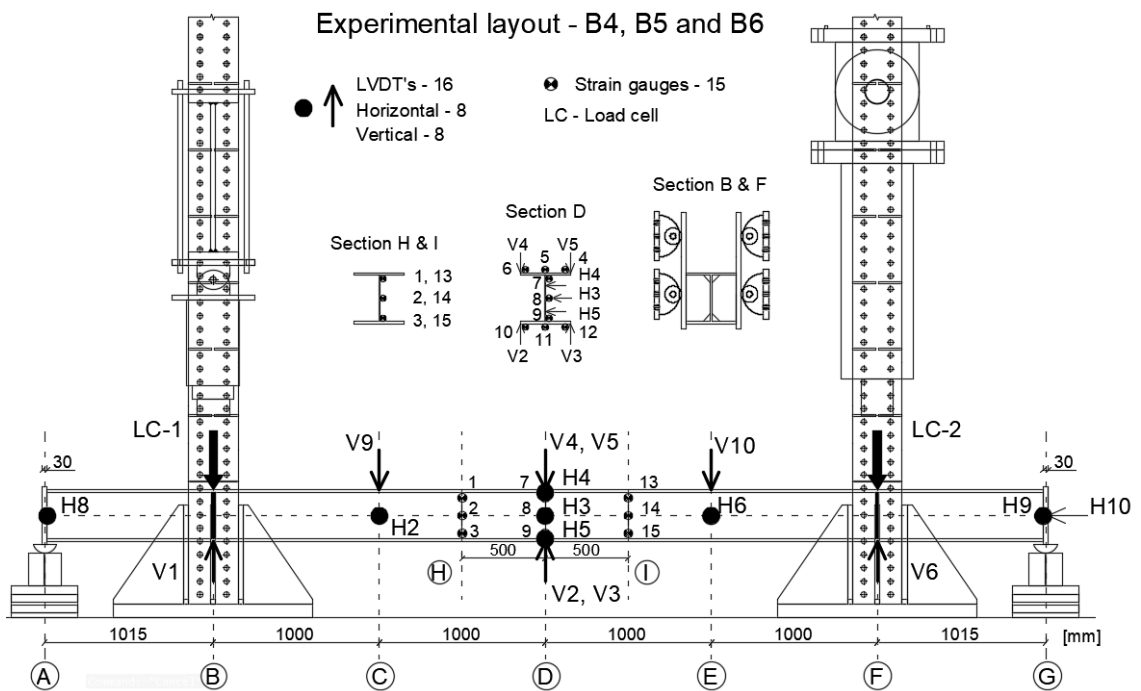 Experimental layout - B4, B5 and B6
LVDT's - 16
Horizontal - 8
Vertical - 8
Strain gauges - 15
LC - Load cell
Section H & I
1, 13
2, 14
3, 15
Section D
V4 5 V5 4
6 H4
7
8 H3
9 H5
10 11 12
V2 V3
Section B & F
LC-1
V9
V4, V5
V10
LC-2
30
30
1 7 H4 13
H8 H2 2 8 H3 14 H6 H9 H10
3 9 H5 15
500 500
H I
V1 V2, V3 V6
1015 1000 1000 1000 1000 1015 [mm]
A B C D E F G